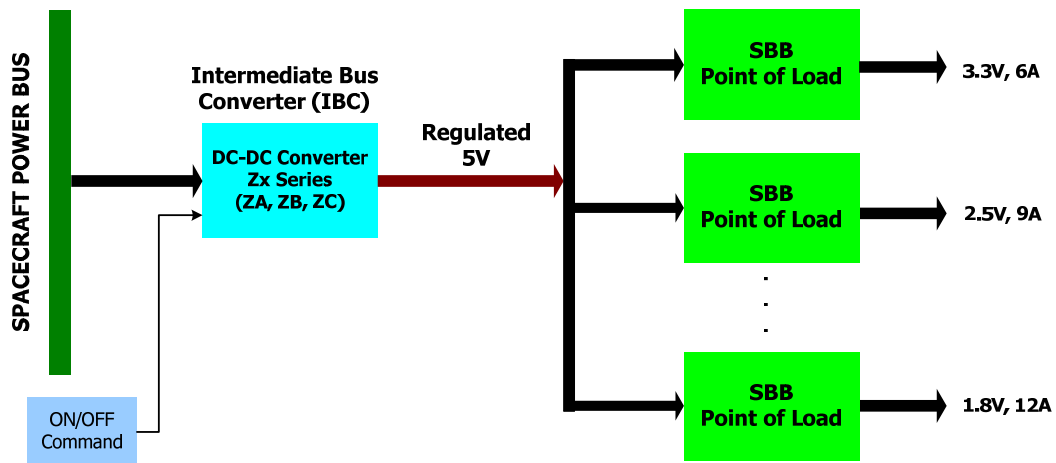 SPACECRAFT POWER BUS
Intermediate Bus
Converter (IBC)
DC-DC Converter
Zx Series
(ZA, ZB, ZC)
ON/OFF
Command
Regulated
5V
SBB
Point of Load
3.3V, 6A
SBB
Point of Load
2.5V, 9A
SBB
Point of Load
1.8V, 12A